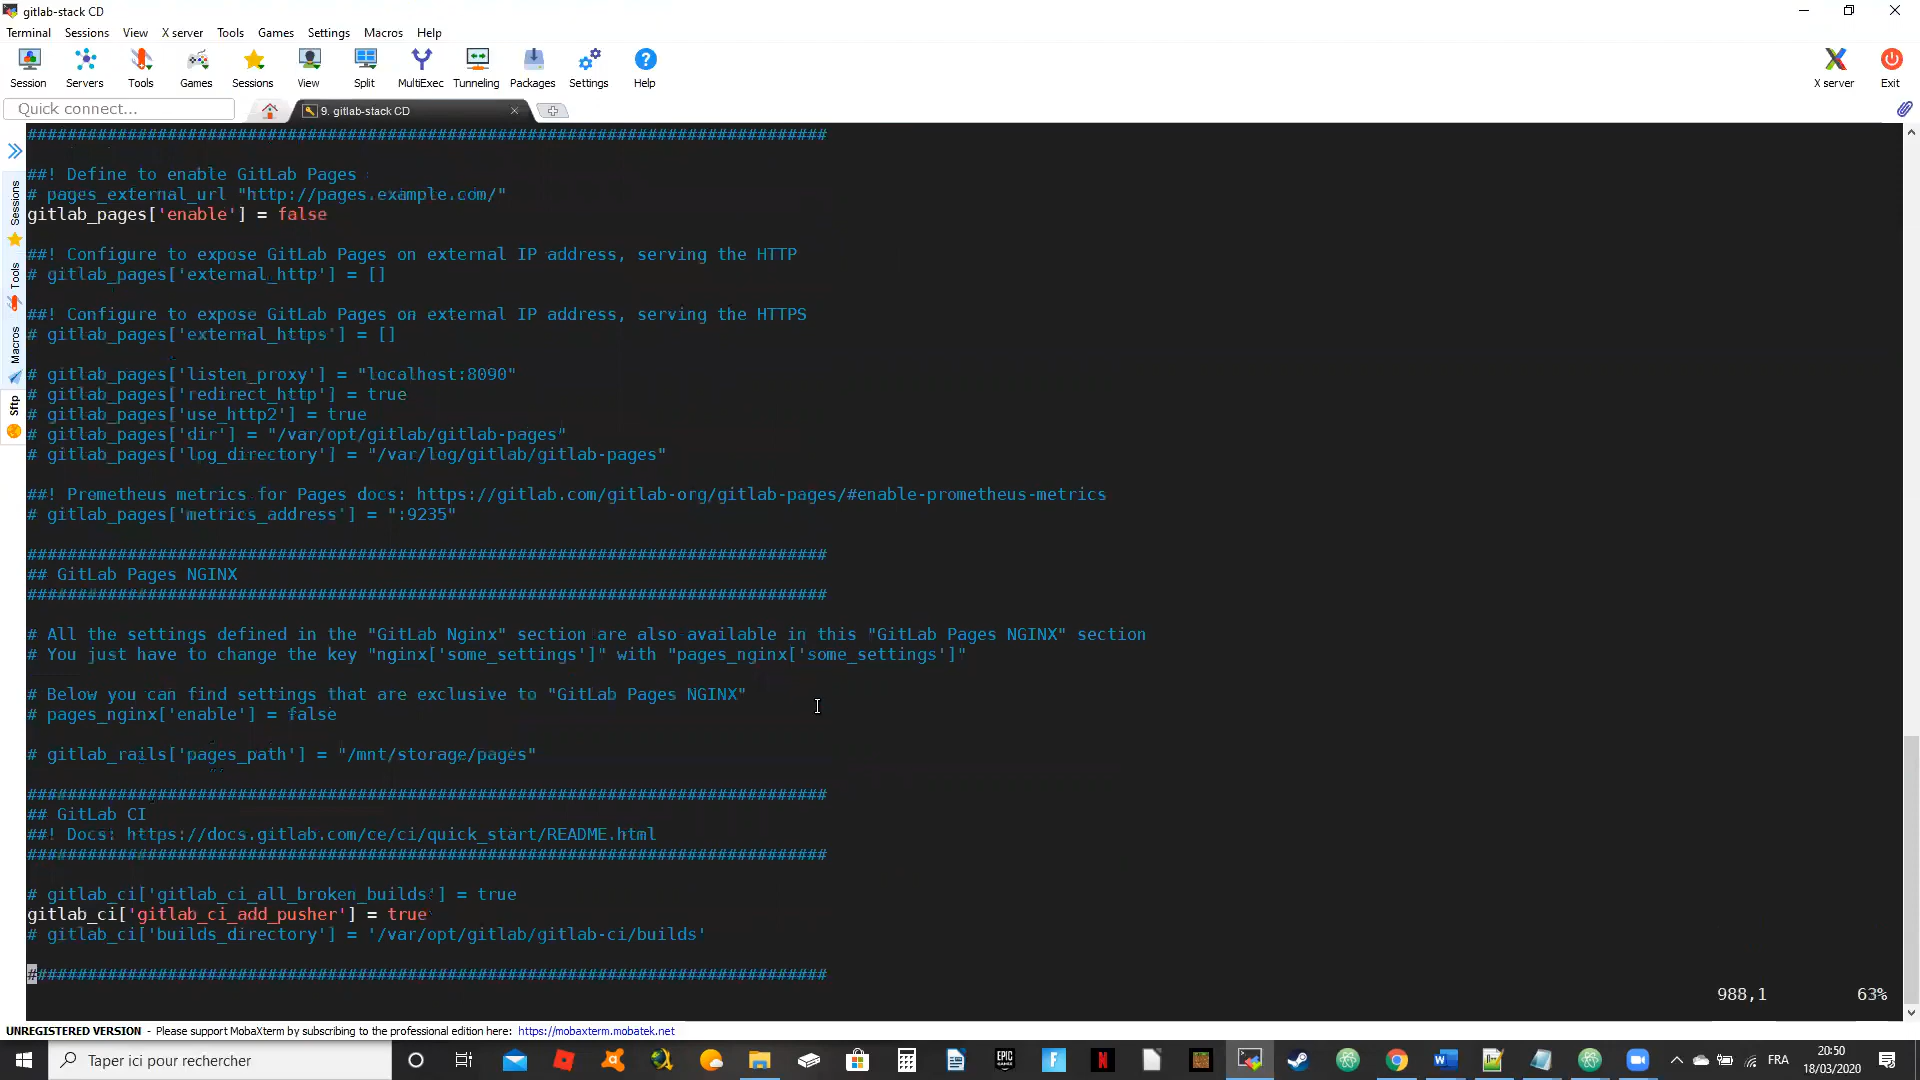 gitlab-stack CD
Terminal Sessions View X server Tools Games Settings Macros Help
Session Servers Tools Games Sessions View Split MultiExec Tunneling Packages Settings Help X server Exit
Quick connect... 9. gitlab-stack CD
Sessions
Tools
Macros
Sftp
################################################################################
##! Define to enable GitLab Pages
# pages_external_url "http://pages.example.com/"
gitlab_pages['enable'] = false
##! Configure to expose GitLab Pages on external IP address, serving the HTTP
# gitlab_pages['external_http'] = []
##! Configure to expose GitLab Pages on external IP address, serving the HTTPS
# gitlab_pages['external_https'] = []
# gitlab_pages['listen_proxy'] = "localhost:8090"
# gitlab_pages['redirect_http'] = true
# gitlab_pages['use_http2'] = true
# gitlab_pages['dir'] = "/var/opt/gitlab/gitlab-pages"
# gitlab_pages['log_directory'] = "/var/log/gitlab/gitlab-pages"
##! Prometheus metrics for Pages docs: https://gitlab.com/gitlab-org/gitlab-pages/#enable-prometheus-metrics
# gitlab_pages['metrics_address'] = ":9235"
################################################################################
## GitLab Pages NGINX
################################################################################
# All the settings defined in the "GitLab Nginx" section are also available in this "GitLab Pages NGINX" section
# You just have to change the key "nginx['some_settings']" with "pages_nginx['some_settings']"
# Below you can find settings that are exclusive to "GitLab Pages NGINX"
# pages_nginx['enable'] = false
# gitlab_rails['pages_path'] = "/mnt/storage/pages"
################################################################################
## GitLab CI
##! Docs: https://docs.gitlab.com/ce/ci/quick_start/README.html
################################################################################
# gitlab_ci['gitlab_ci_all_broken_builds'] = true
gitlab_ci['gitlab_ci_add_pusher'] = true
# gitlab_ci['builds_directory'] = '/var/opt/gitlab/gitlab-ci/builds'
################################################################################
988,1 63%
UNREGISTERED VERSION - Please support MobaXterm by subscribing to the professional edition here: https://mobaxterm.mobatek.net
Taper ici pour rechercher
FRA
20:50
18/03/2020